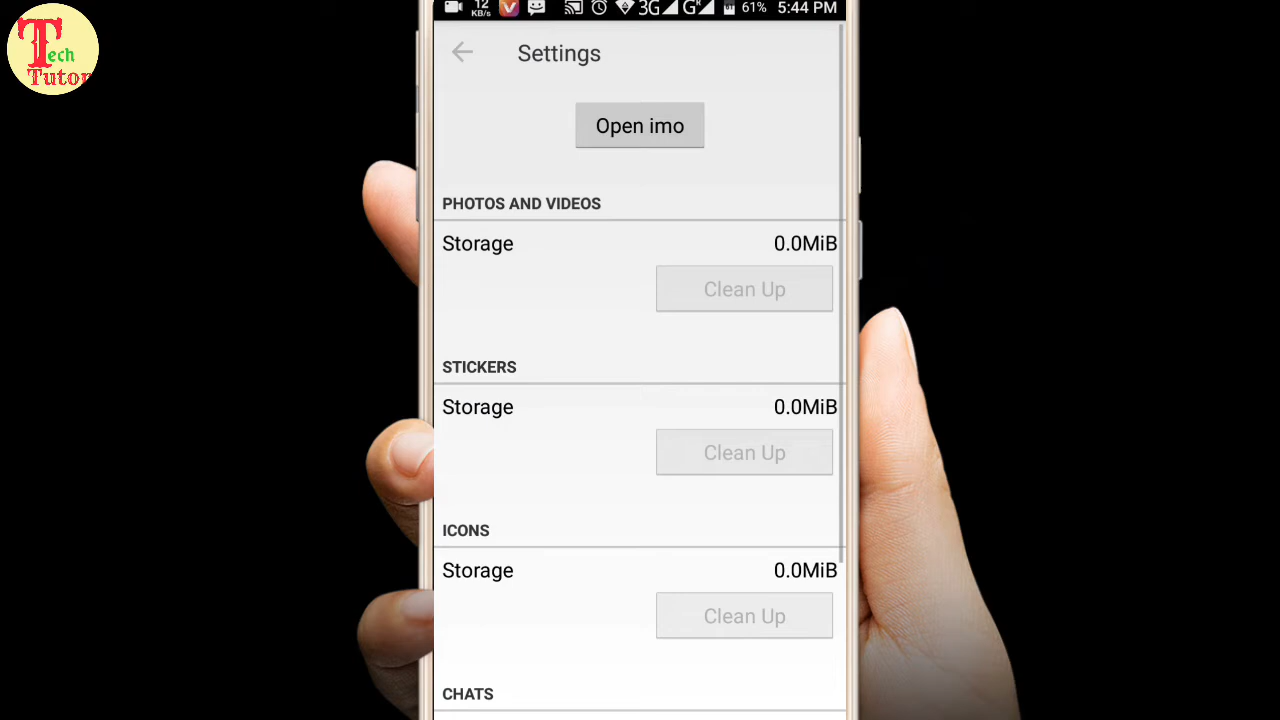 Tech
Tutor
12
KB/s
3G
G
61%
5:44 PM
Settings
Open imo
PHOTOS AND VIDEOS
Storage 0.0MiB
Clean Up
STICKERS
Storage 0.0MiB
Clean Up
ICONS
Storage 0.0MiB
Clean Up
CHATS